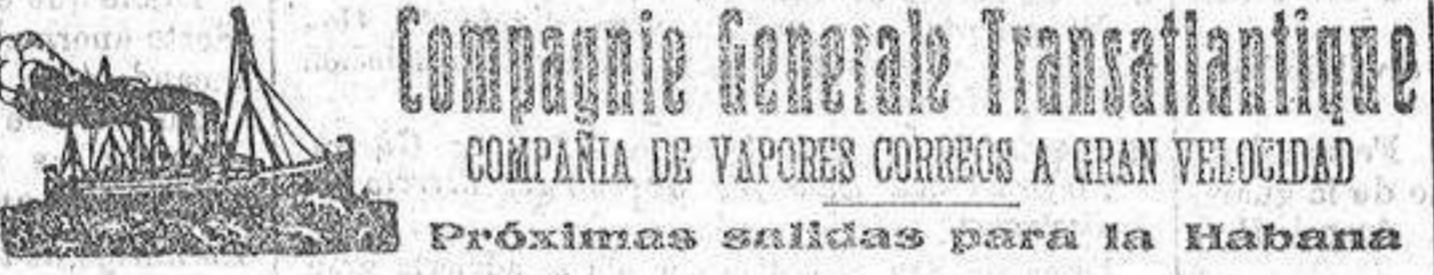 Compagnie Generale Transatlantique
COMPAÑIA DE VAPORES CORREOS A GRAN VELOCIDAD
Próximas salidas para la Habana